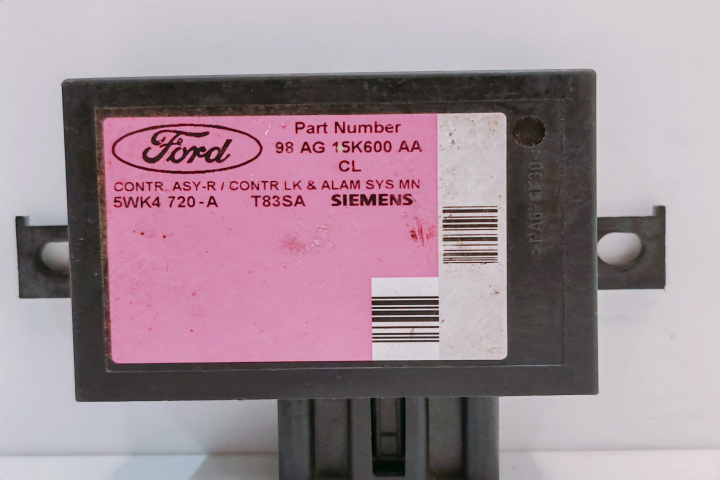 Ford
Part Number
98 AG 15K600 AA
CL
CONTR. ASY-R / CONTR LK & ALAM SYS MN
5WK4 720-A T83SA SIEMENS